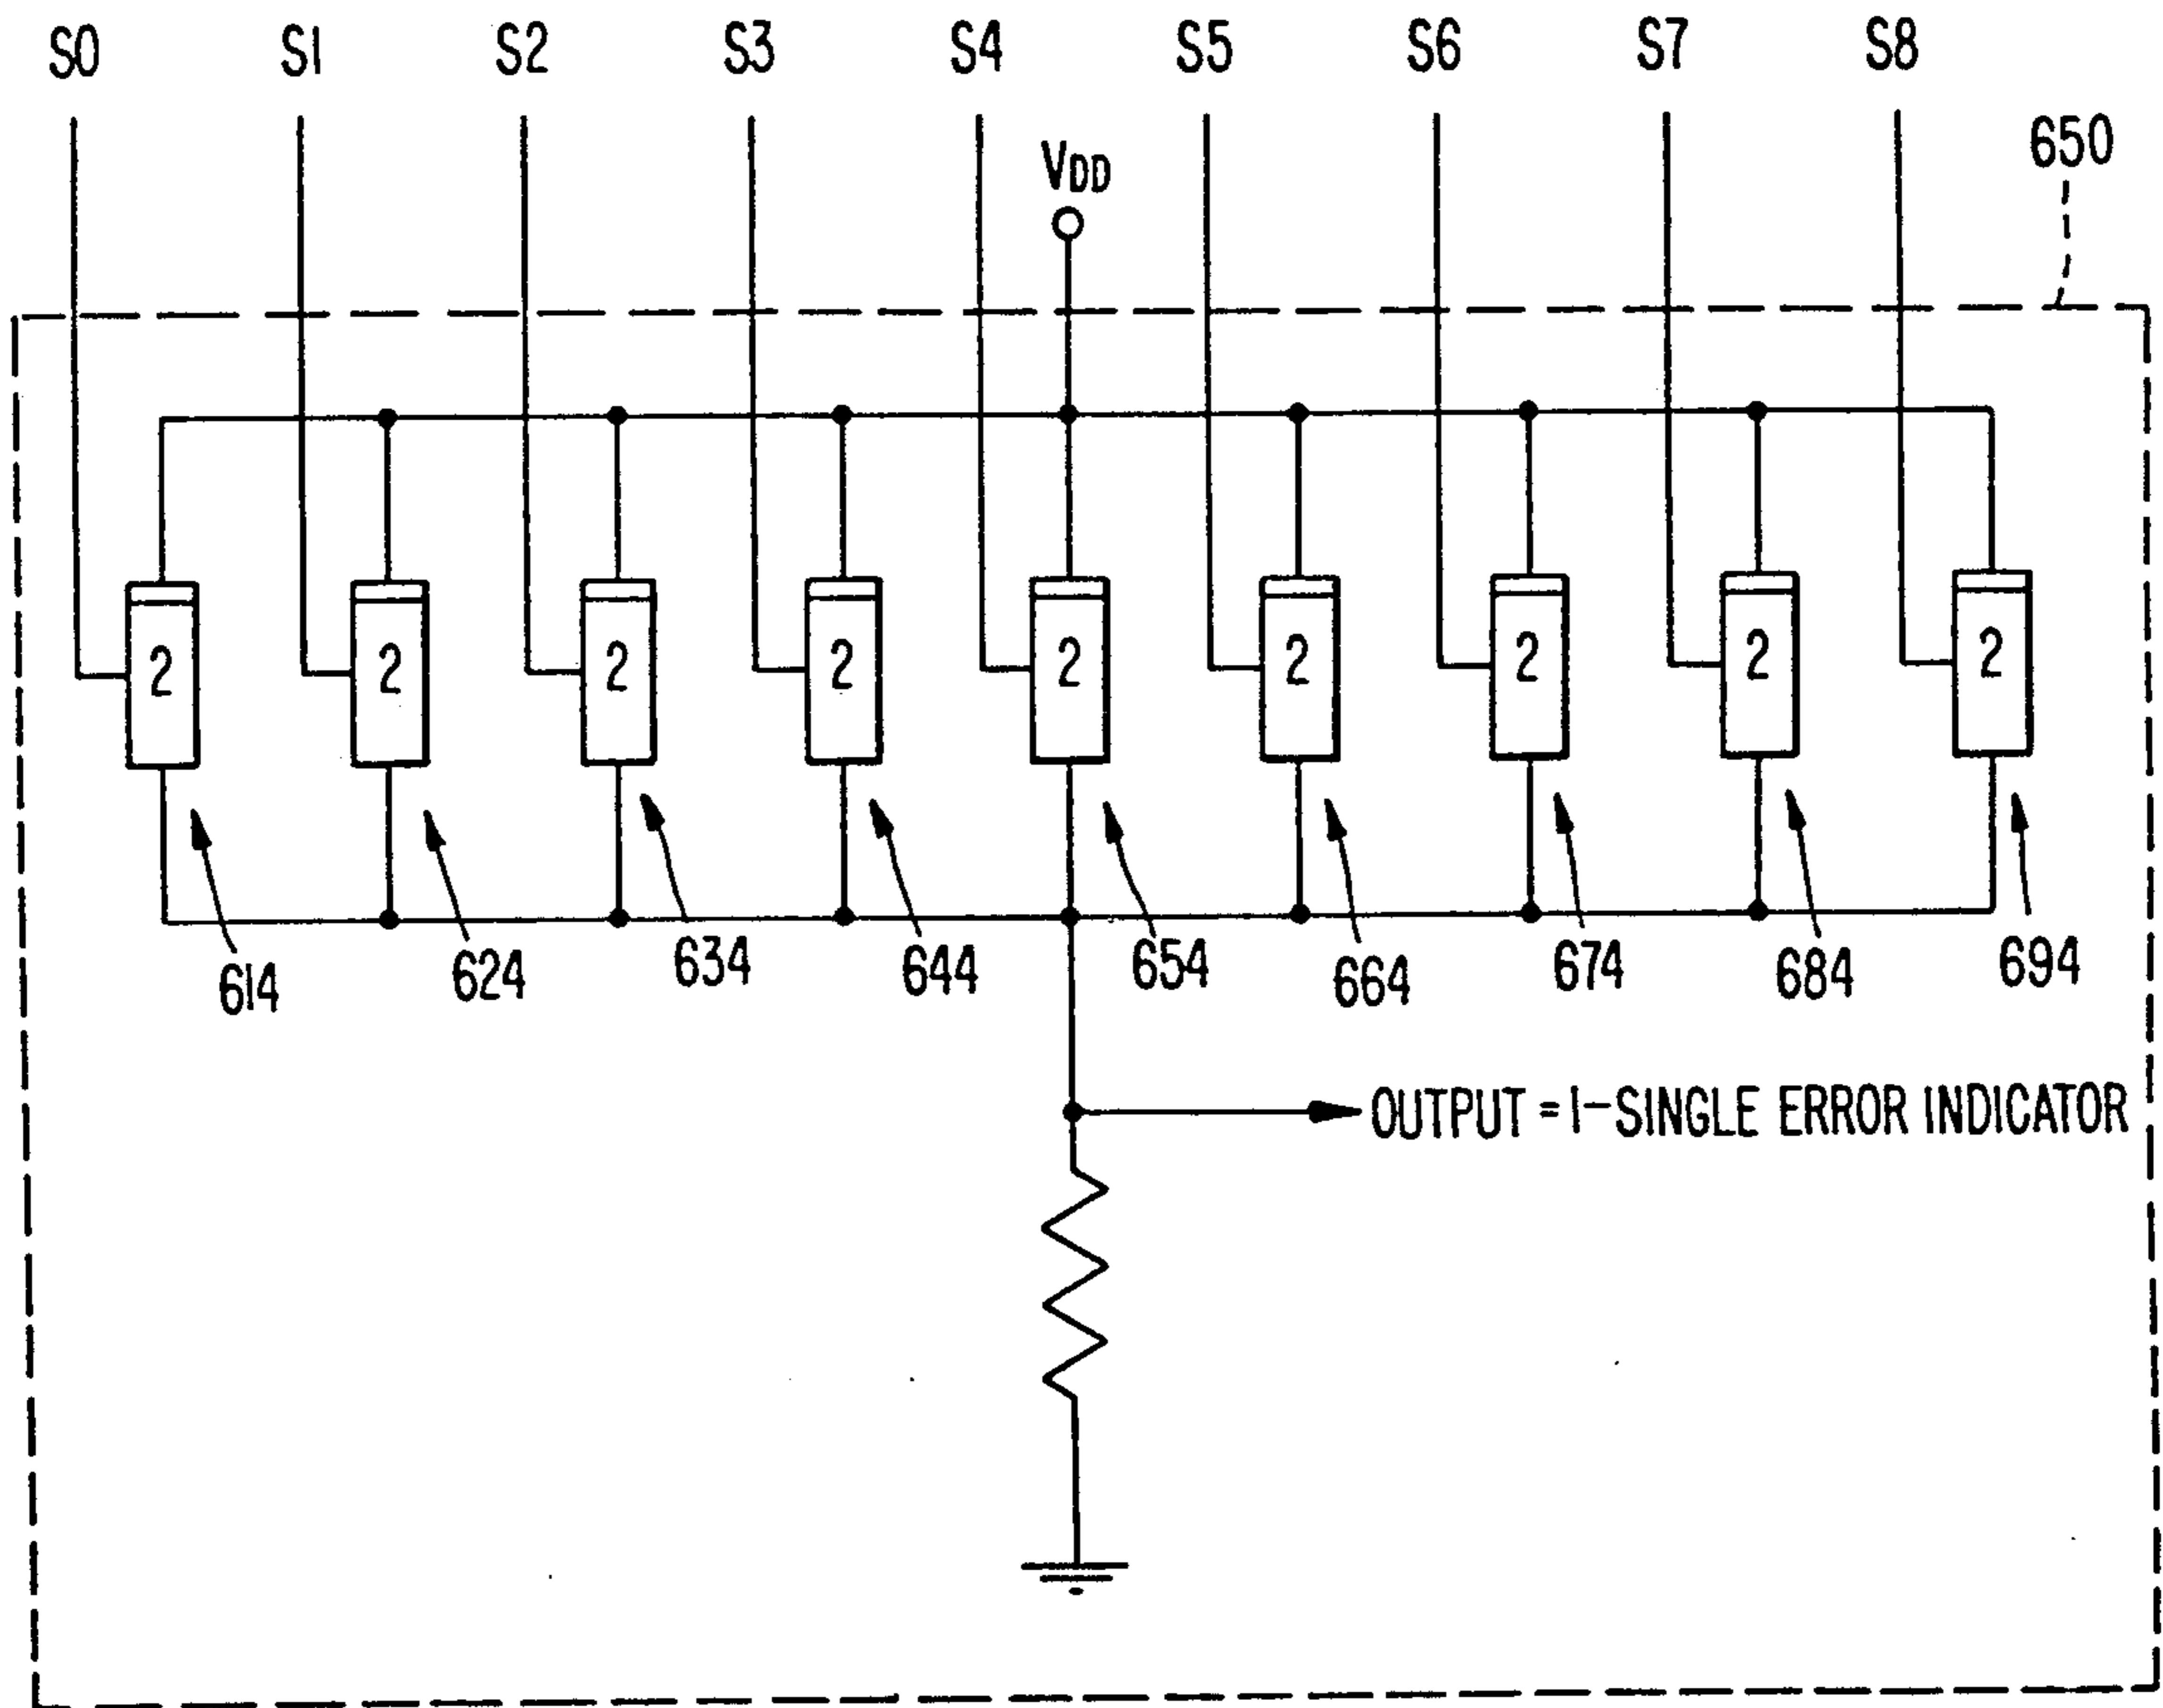 S0 S1 S2 S3 S4 S5 S6 S7 S8
650
VDD
2 2 2 2 2 2 2 2 2
614 624 634 644 654 664 674 684 694
OUTPUT = 1-SINGLE ERROR INDICATOR